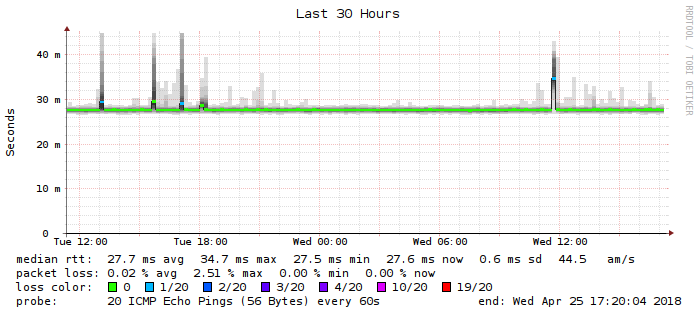 Last 30 Hours
RRDTOOL / TOBI OETIKER
Seconds
40 m
30 m
20 m
10 m
0
Tue 12:00 Tue 18:00 Wed 00:00 Wed 06:00 Wed 12:00
median rtt: 27.7 ms avg 34.7 ms max 27.5 ms min 27.6 ms now 0.6 ms sd 44.5 am/s
packet loss: 0.02 % avg 2.51 % max 0.00 % min 0.00 % now
loss color: 0 1/20 2/20 3/20 4/20 10/20 19/20
probe: 20 ICMP Echo Pings (56 Bytes) every 60s end: Wed Apr 25 17:20:04 2018